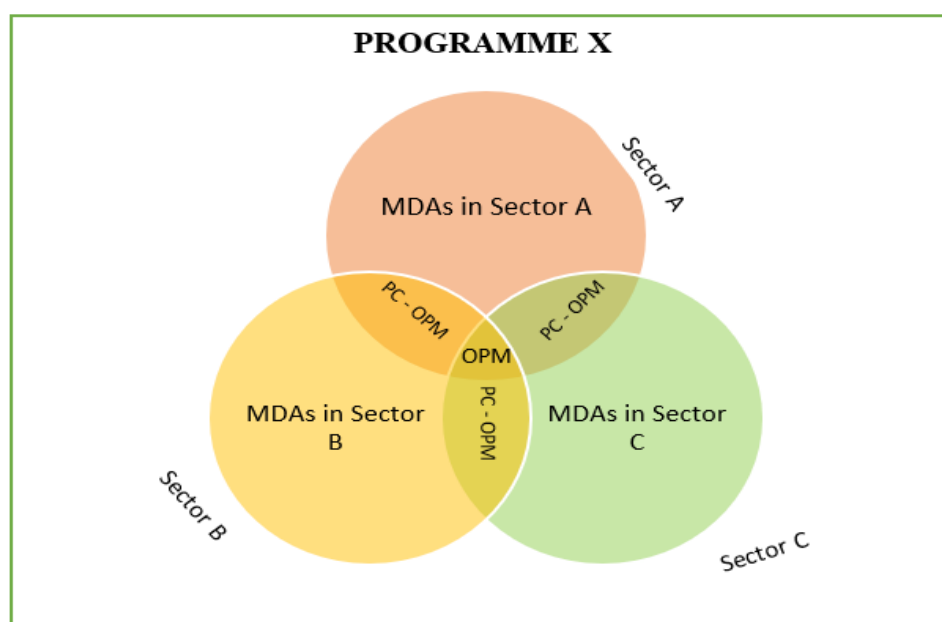 PROGRAMME X
Sector A
MDAs in Sector A
PC - OPM
PC - OPM
OPM
PC - OPM
MDAs in Sector
B
MDAs in Sector
C
Sector B
Sector C